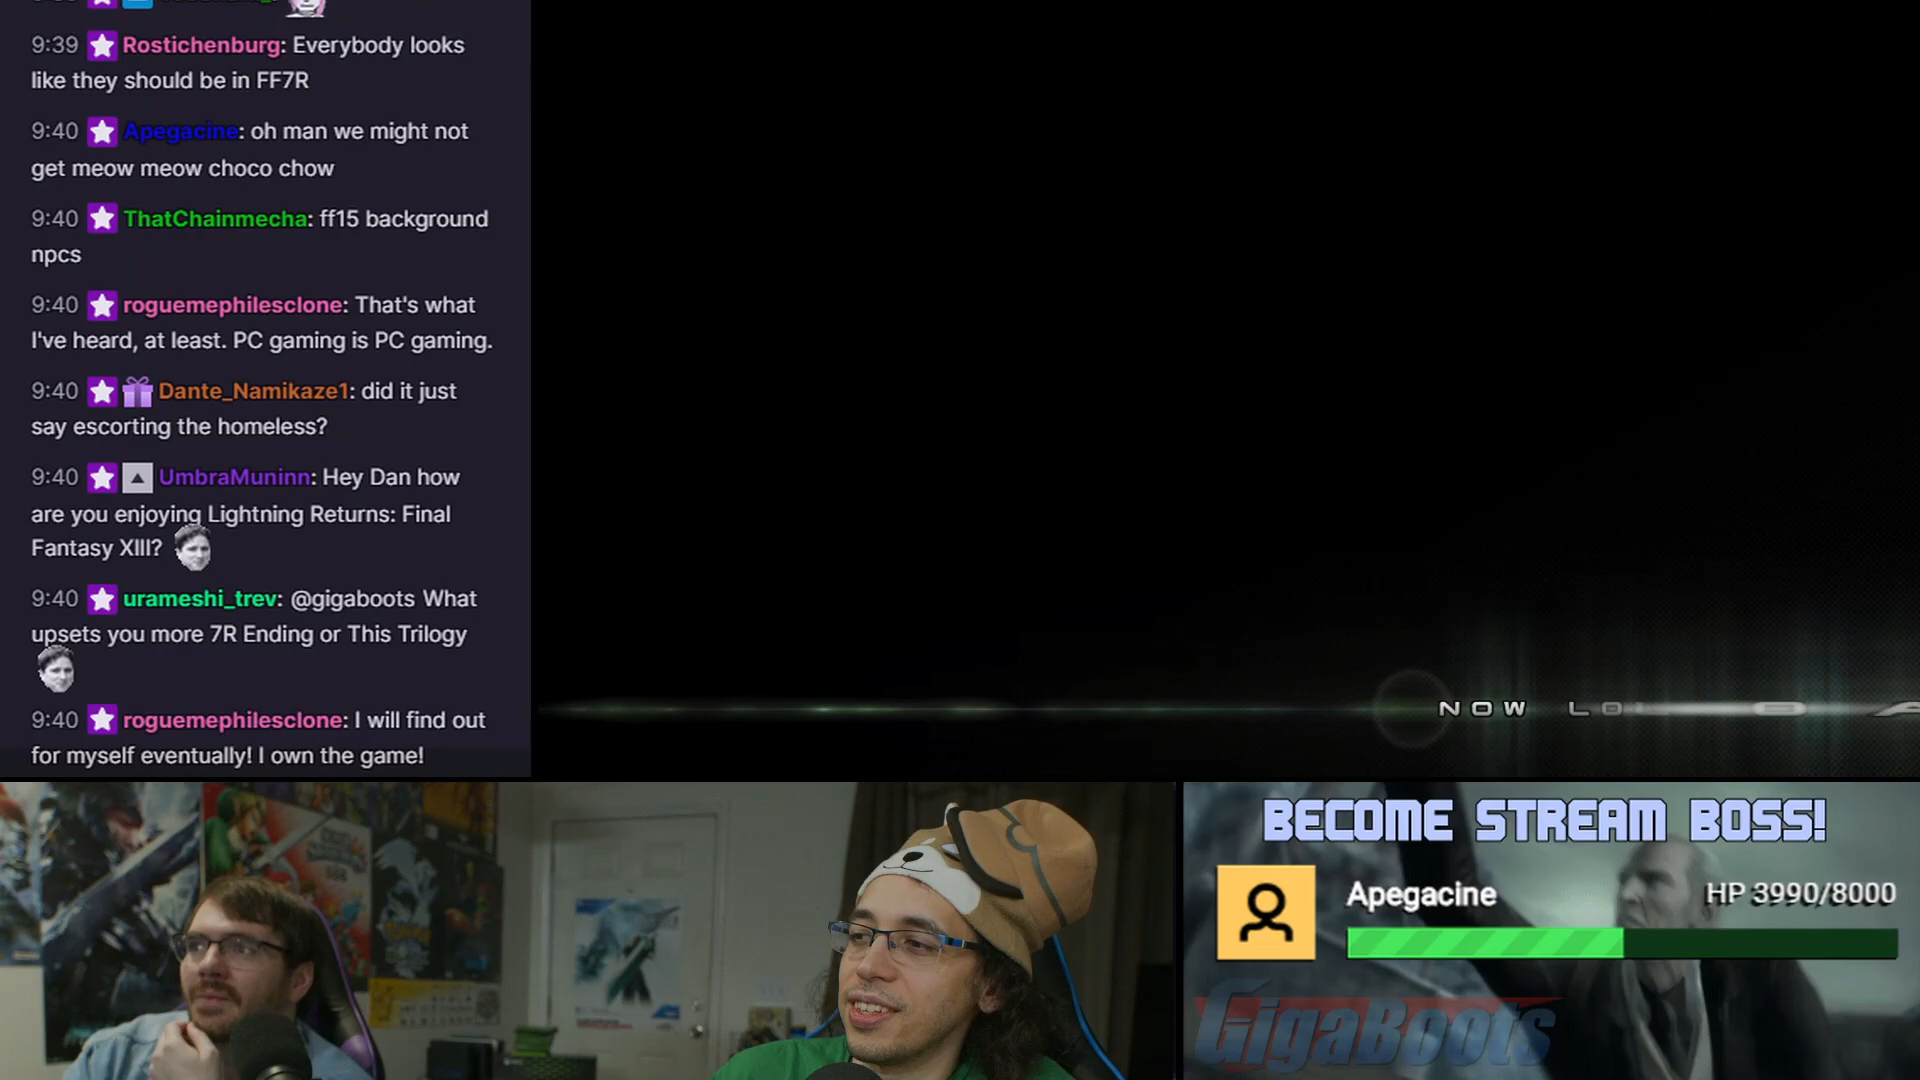 9:39 Rostichenburg: Everybody looks
like they should be in FF7R
9:40 Apegacine: oh man we might not
get meow meow choco chow
9:40 ThatChainmecha: ff15 background
npcs
9:40 roguemephilesclone: That's what
I've heard, at least. PC gaming is PC gaming.
9:40 Dante_Namikaze1: did it just
say escorting the homeless?
9:40 UmbraMuninn: Hey Dan how
are you enjoying Lightning Returns: Final
Fantasy XIII?
9:40 urameshi_trev: @gigaboots What
upsets you more 7R Ending or This Trilogy
9:40 roguemephilesclone: I will find out
for myself eventually! I own the game!
NOW LO
BECOME STREAM BOSS!
Apegacine HP 3990/8000
GigaBoots